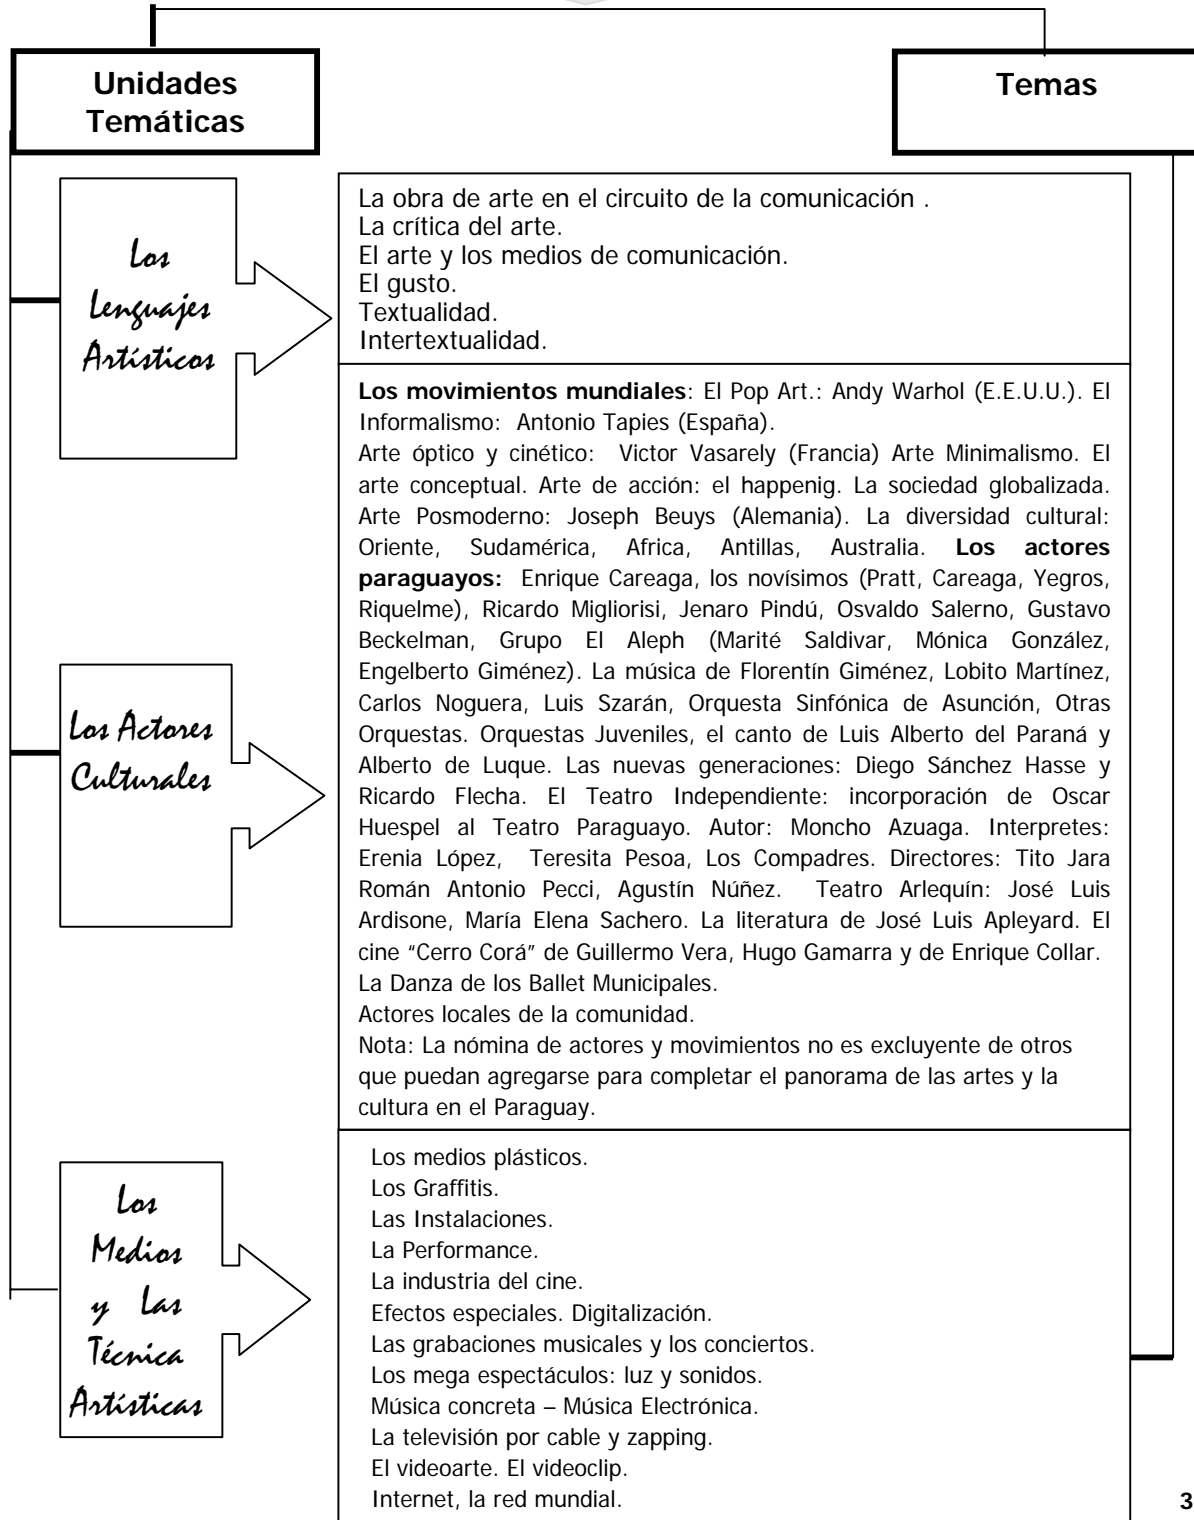 Unidades
Temáticas
Temas
Los
Lenguajes
Artísticos
La obra de arte en el circuito de la comunicación .
La crítica del arte.
El arte y los medios de comunicación.
El gusto.
Textualidad.
Intertextualidad.
Los Actores
Culturales
Los movimientos mundiales: El Pop Art.: Andy Warhol (E.E.U.U.). El
Informalismo: Antonio Tapies (España).
Arte óptico y cinético: Victor Vasarely (Francia) Arte Minimalismo. El
arte conceptual. Arte de acción: el happenig. La sociedad globalizada.
Arte Posmoderno: Joseph Beuys (Alemania). La diversidad cultural:
Oriente, Sudamérica, Africa, Antillas, Australia. Los actores
paraguayos: Enrique Careaga, los novísimos (Pratt, Careaga, Yegros,
Riquelme), Ricardo Migliorisi, Jenaro Pindú, Osvaldo Salerno, Gustavo
Beckelman, Grupo El Aleph (Marité Saldivar, Mónica González,
Engelberto Giménez). La música de Florentín Giménez, Lobito Martínez,
Carlos Noguera, Luis Szarán, Orquesta Sinfónica de Asunción, Otras
Orquestas. Orquestas Juveniles, el canto de Luis Alberto del Paraná y
Alberto de Luque. Las nuevas generaciones: Diego Sánchez Hasse y
Ricardo Flecha. El Teatro Independiente: incorporación de Oscar
Huespel al Teatro Paraguayo. Autor: Moncho Azuaga. Interpretes:
Erenia López, Teresita Pesoa, Los Compadres. Directores: Tito Jara
Román Antonio Pecci, Agustín Núñez. Teatro Arlequín: José Luis
Ardisone, María Elena Sachero. La literatura de José Luis Apleyard. El
cine “Cerro Corá” de Guillermo Vera, Hugo Gamarra y de Enrique Collar.
La Danza de los Ballet Municipales.
Actores locales de la comunidad.
Nota: La nómina de actores y movimientos no es excluyente de otros
que puedan agregarse para completar el panorama de las artes y la
cultura en el Paraguay.
Los
Medios
y Las
Técnica
Artísticas
Los medios plásticos.
Los Graffitis.
Las Instalaciones.
La Performance.
La industria del cine.
Efectos especiales. Digitalización.
Las grabaciones musicales y los conciertos.
Los mega espectáculos: luz y sonidos.
Música concreta – Música Electrónica.
La televisión por cable y zapping.
El videoarte. El videoclip.
Internet, la red mundial.
3